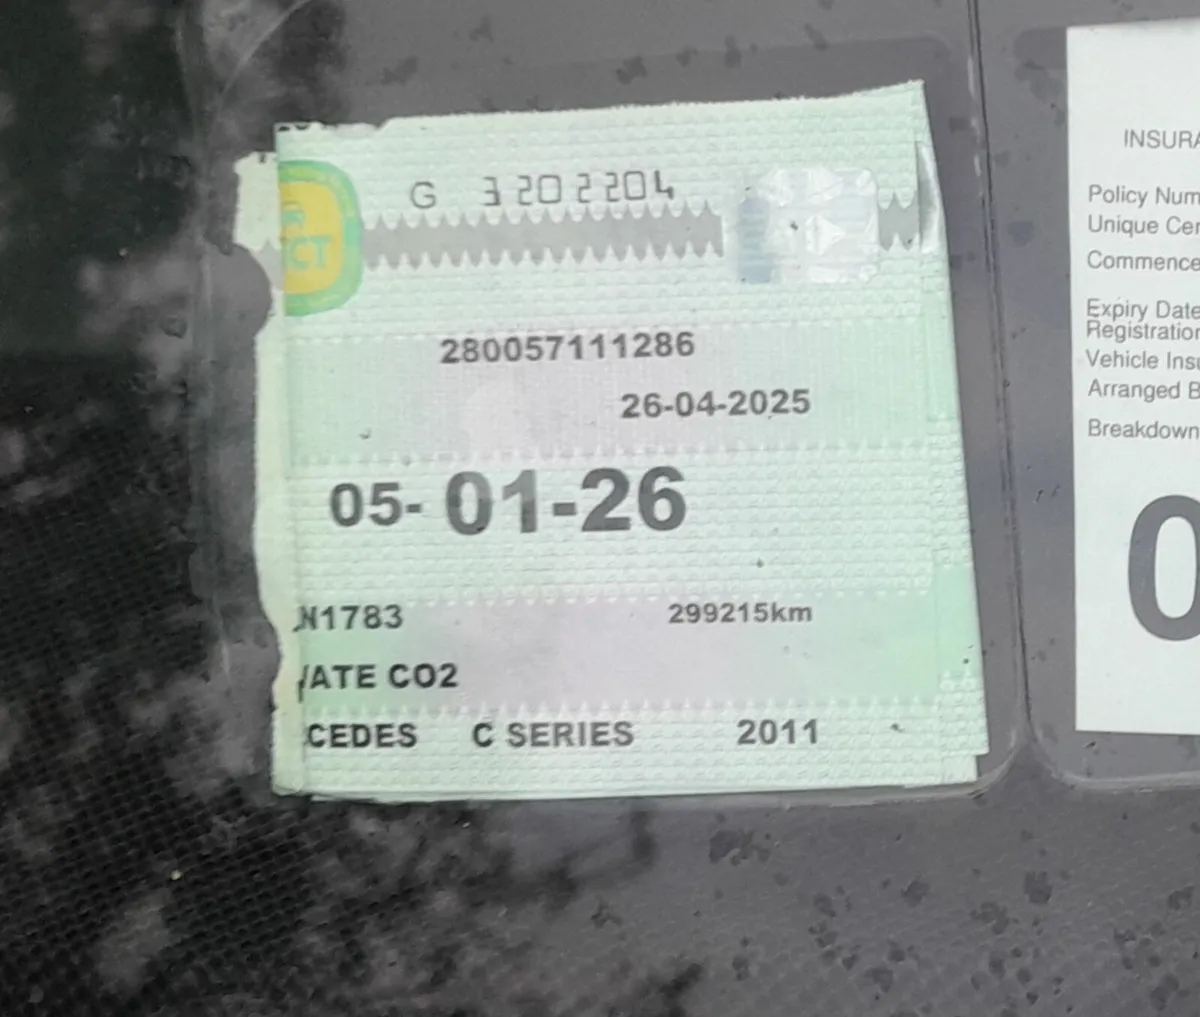 G 3202204
CT
280057111286
26-04-2025
05- 01-26
N1783 299215km
ATE CO2
CEDES C SERIES 2011
INSURA
Policy Num
Unique Cer
Commence
Expiry Date
Registration
Vehicle Insu
Arranged B
Breakdown
0